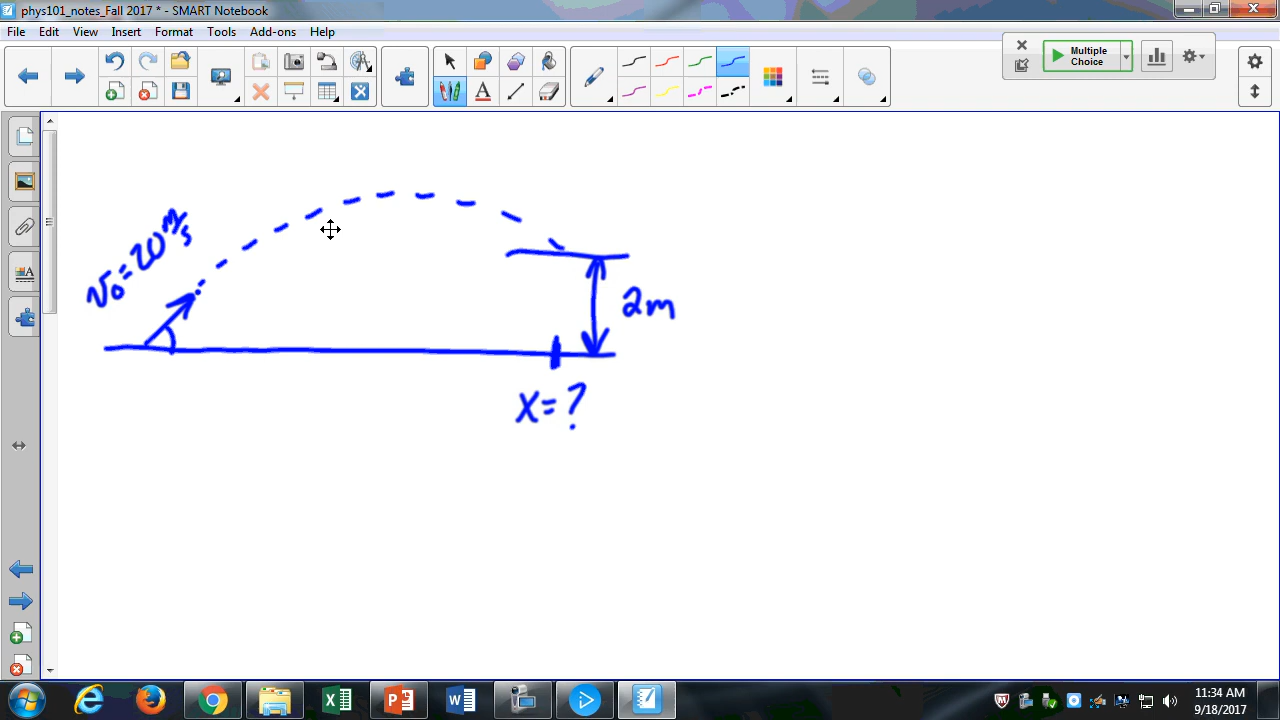 phys101_notes_Fall 2017 * - SMART Notebook
File Edit View Insert Format Tools Add-ons Help
Multiple
Choice
v₀ = 20 m/s
2m
x = ?
11:34 AM
9/18/2017